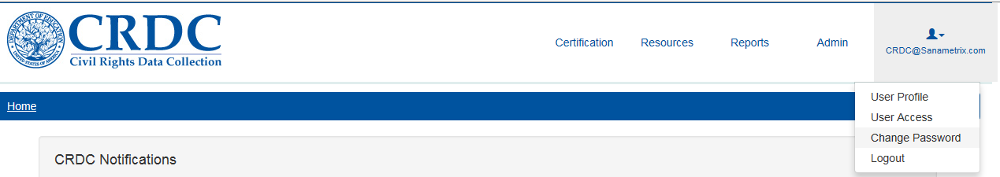 DEPARTMENT OF EDUCATION
UNITED STATES OF AMERICA
CRDC
Civil Rights Data Collection
Certification
Resources
Reports
Admin
CRDC@Sanametrix.com
User Profile
User Access
Change Password
Logout
Home
CRDC Notifications